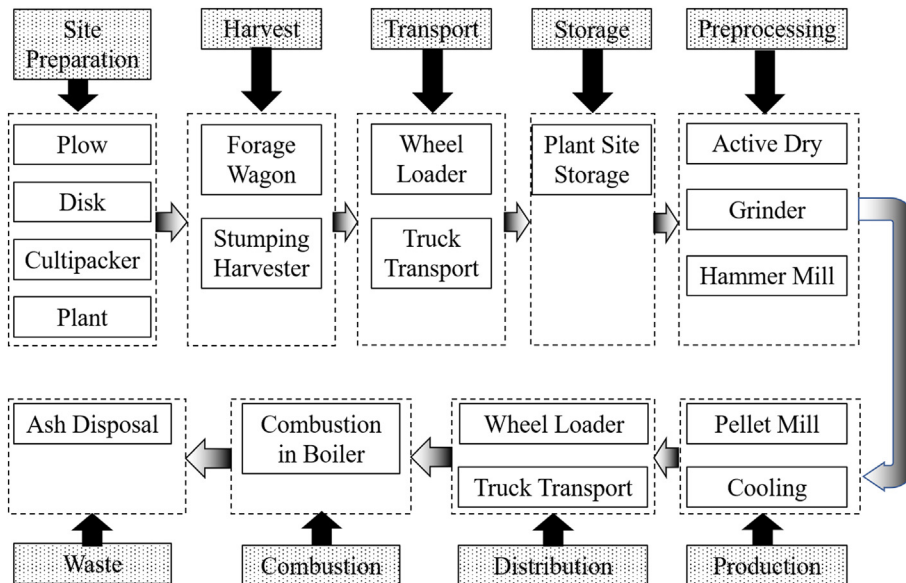 Site
Preparation
Harvest
Transport
Storage
Preprocessing
Plow
Disk
Cultipacker
Plant
Forage
Wagon
Stumping
Harvester
Wheel
Loader
Truck
Transport
Plant Site
Storage
Active Dry
Grinder
Hammer Mill
Ash Disposal
Combustion
in Boiler
Wheel Loader
Truck Transport
Pellet Mill
Cooling
Waste
Combustion
Distribution
Production